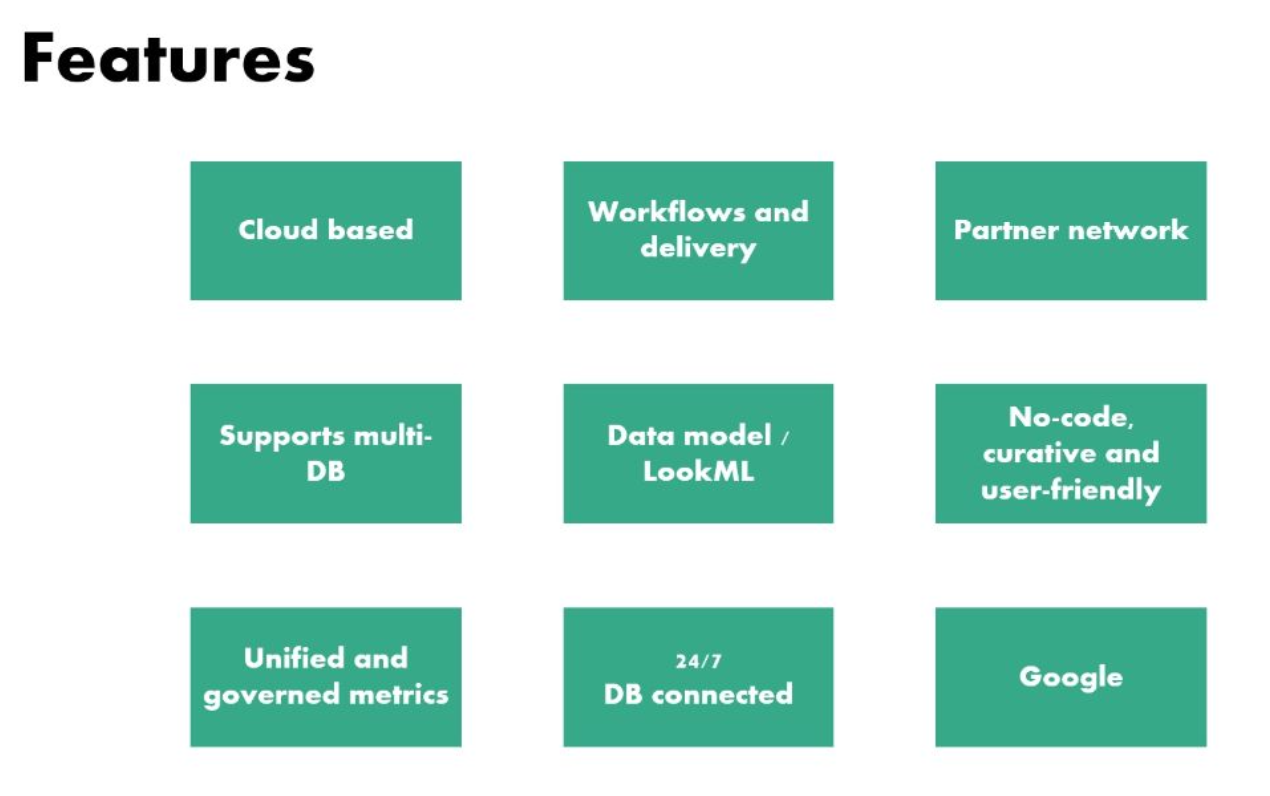 Features
Cloud based
Workflows and
delivery
Partner network
Supports multi-
DB
Data model /
LookML
No-code,
curative and
user-friendly
Unified and
governed metrics
24/7
DB connected
Google